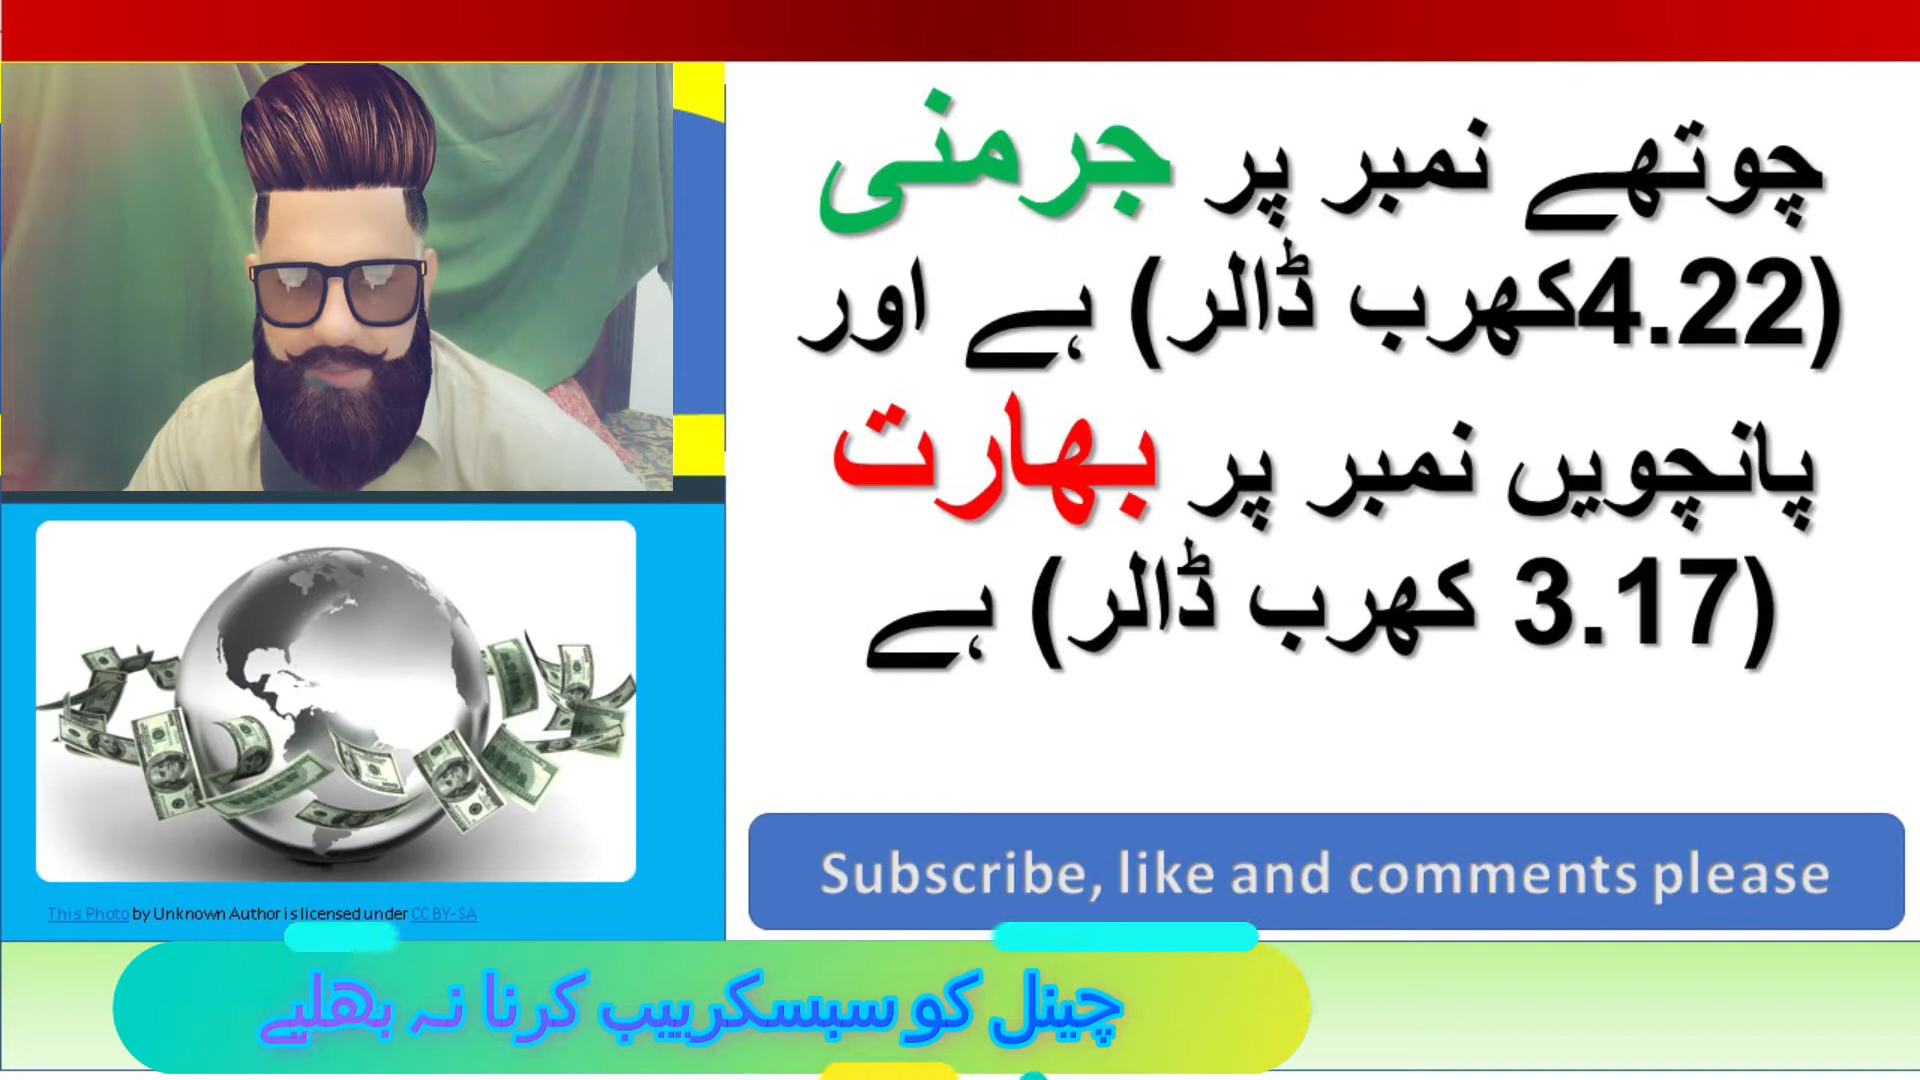 چوتھے نمبر پر جرمنی
(4.22کھرب ڈالر) ہے اور
پانچویں نمبر پر بھارت
(3.17 کھرب ڈالر) ہے
Subscribe, like and comments please
This Photo by Unknown Author is licensed under CC BY-SA
چینل کو سبسکرییب کرنا نہ بھلیے